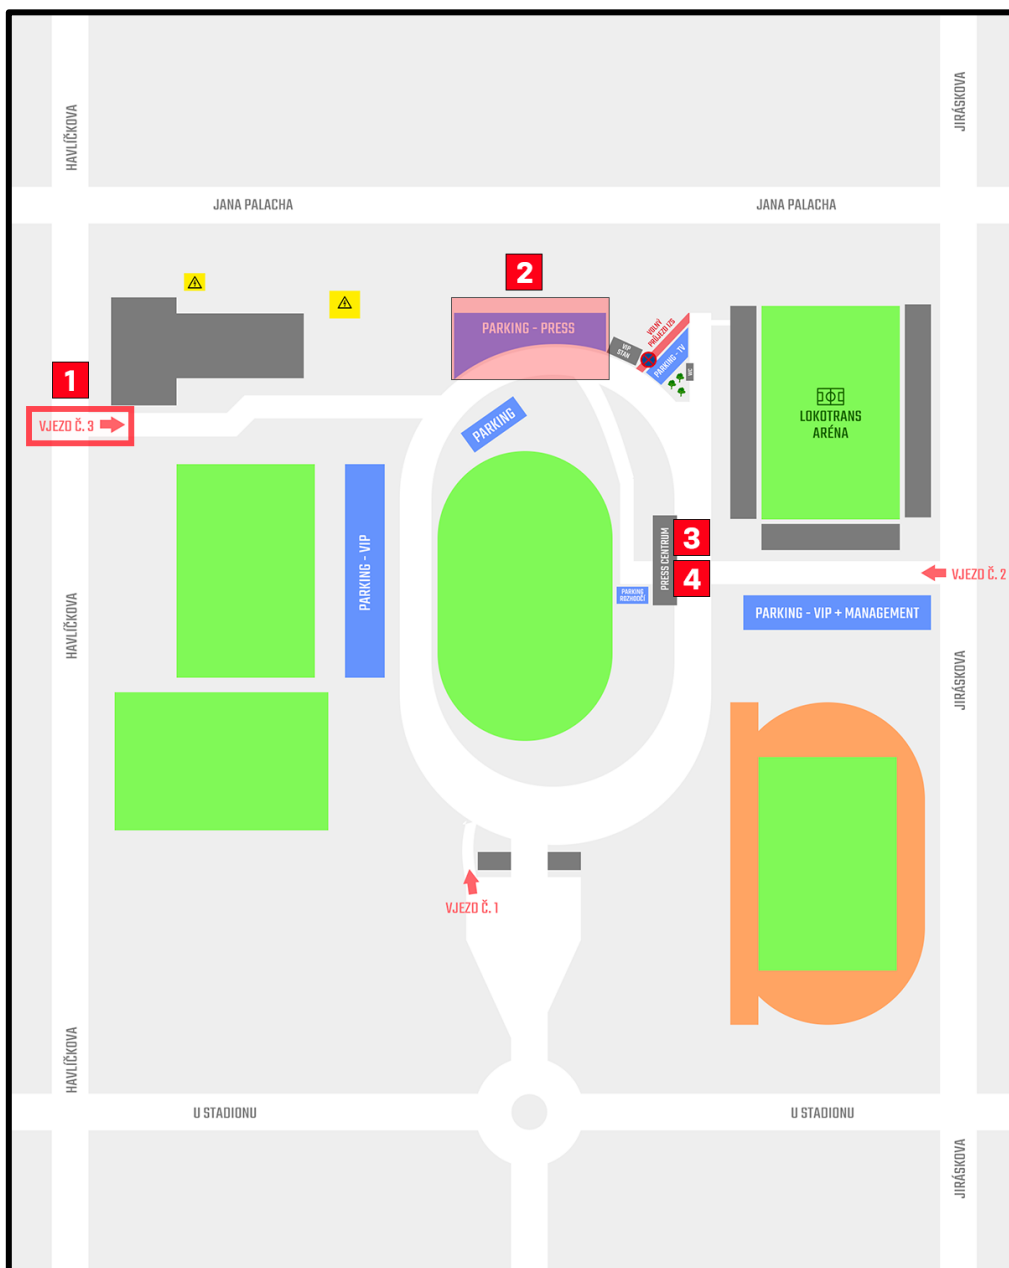 HAVLÍČKOVA
JIRÁSKOVA
JANA PALACHA
JANA PALACHA
2
PARKING - PRESS
VOLNÝ
PRŮJEZD IZS
VIP
STAN
PARKING - TV
WC
1
VJEZD Č. 3
PARKING
LOKOTRANS
ARÉNA
3
PRESS CENTRUM
4
PARKING - VIP
VJEZD Č. 2
PARKING
ROZHODČÍ
PARKING - VIP + MANAGEMENT
HAVLÍČKOVA
JIRÁSKOVA
VJEZD Č. 1
HAVLÍČKOVA
U STADIONU
U STADIONU
JIRÁSKOVA